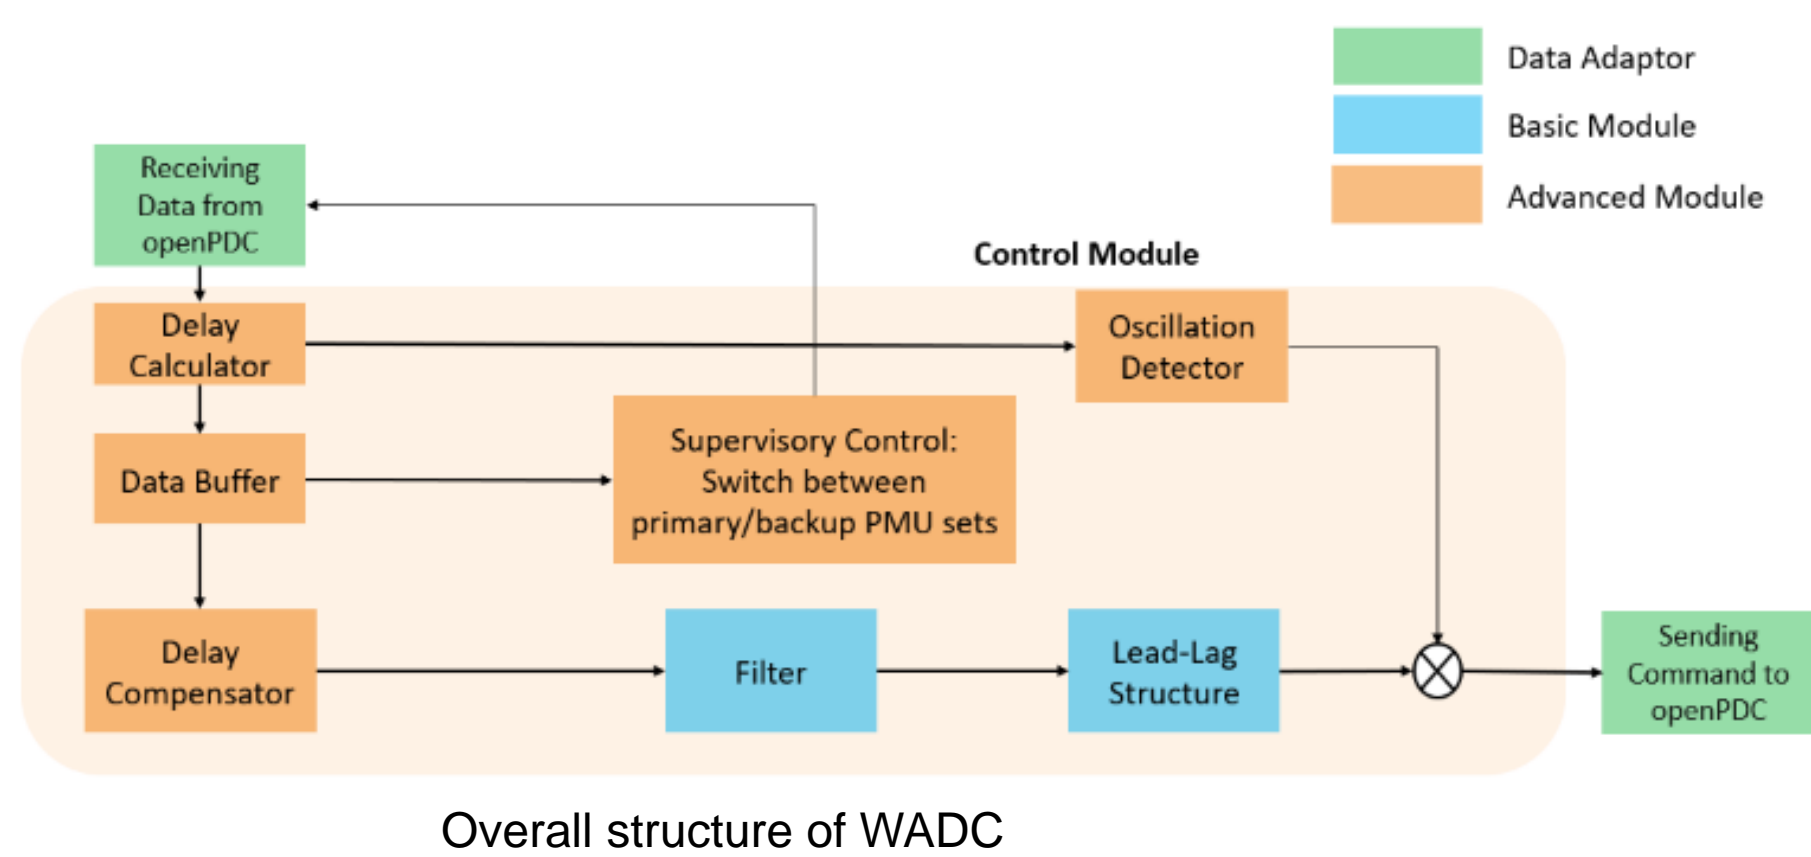 Data Adaptor
Basic Module
Advanced Module
Receiving
Data from
openPDC
Control Module
Delay
Calculator
Oscillation
Detector
Supervisory Control:
Switch between
primary/backup PMU sets
Data Buffer
Delay
Compensator
Filter
Lead-Lag
Structure
Sending
Command to
openPDC
Overall structure of WADC